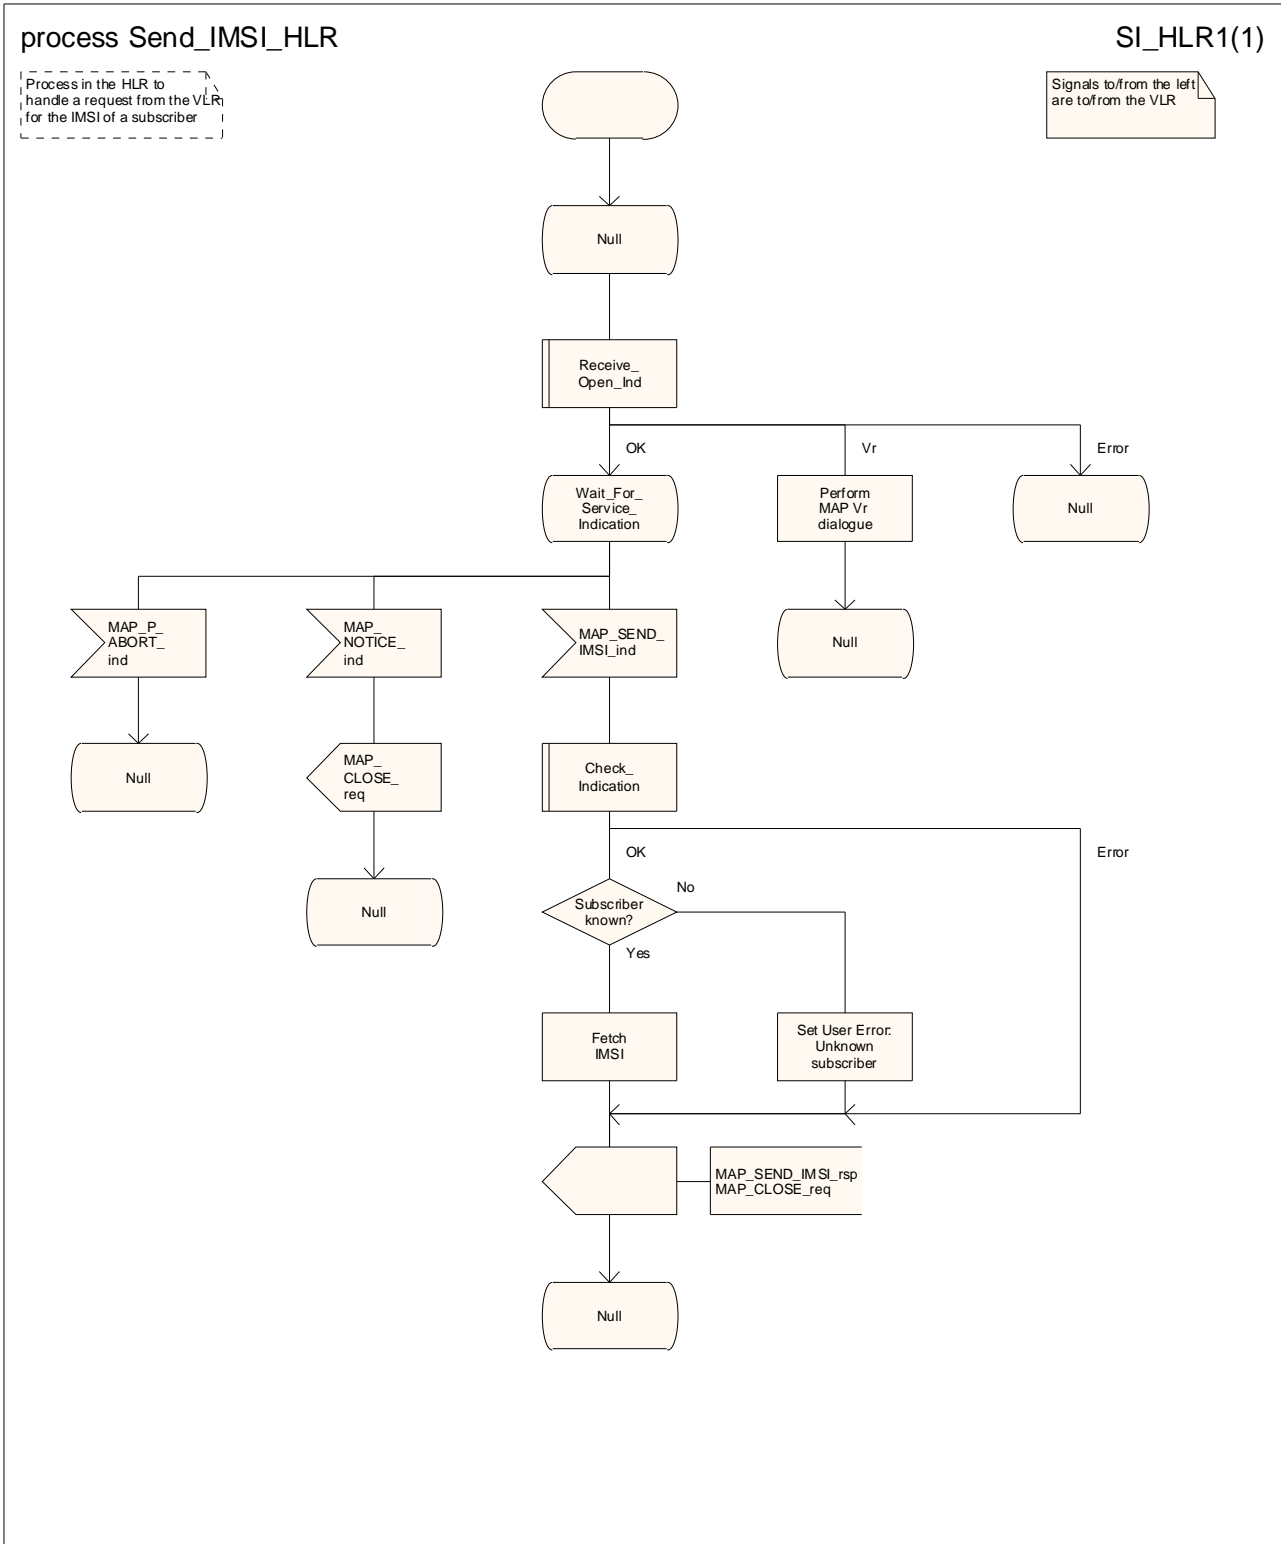 process Send_IMSI_HLR
SI_HLR1(1)
Process in the HLR to
handle a request from the VLR
for the IMSI of a subscriber
Signals to/from the left
are to/from the VLR
Null
Receive_
Open_Ind
OK
Vr
Error
Wait_For_
Service_
Indication
Perform
MAP Vr
dialogue
Null
MAP_P_
ABORT_
ind
MAP_
NOTICE_
ind
MAP_SEND_
IMSI_ind
Null
Null
MAP_
CLOSE_
req
Check_
Indication
OK
Error
Null
Subscriber
known?
No
Yes
Fetch
IMSI
Set User Error:
Unknown
subscriber
MAP_SEND_IMSI_rsp
MAP_CLOSE_req
Null